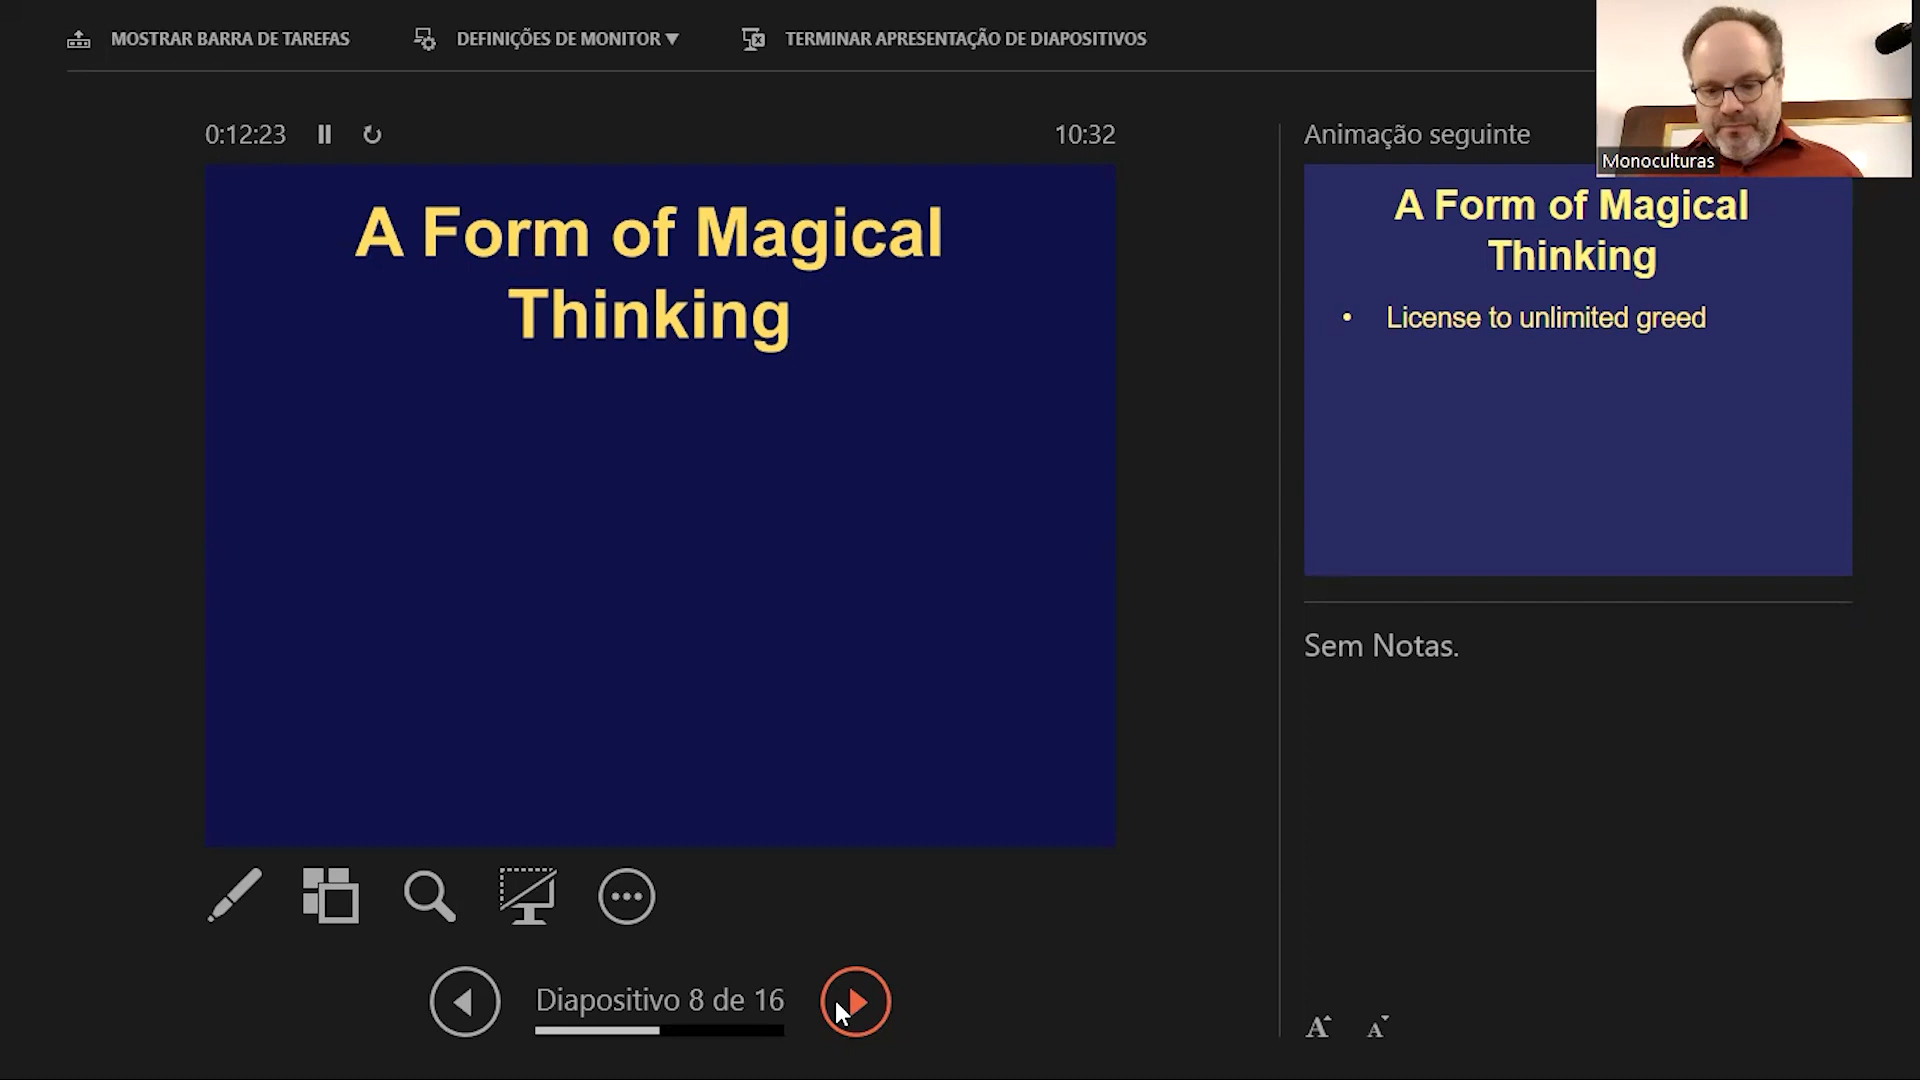 MOSTRAR BARRA DE TAREFAS
DEFINIÇÕES DE MONITOR
TERMINAR APRESENTAÇÃO DE DIAPOSITIVOS
Monoculturas
0:12:23
10:32
A Form of Magical
Thinking
Animação seguinte
A Form of Magical
Thinking
• License to unlimited greed
Sem Notas.
Diapositivo 8 de 16
A
A